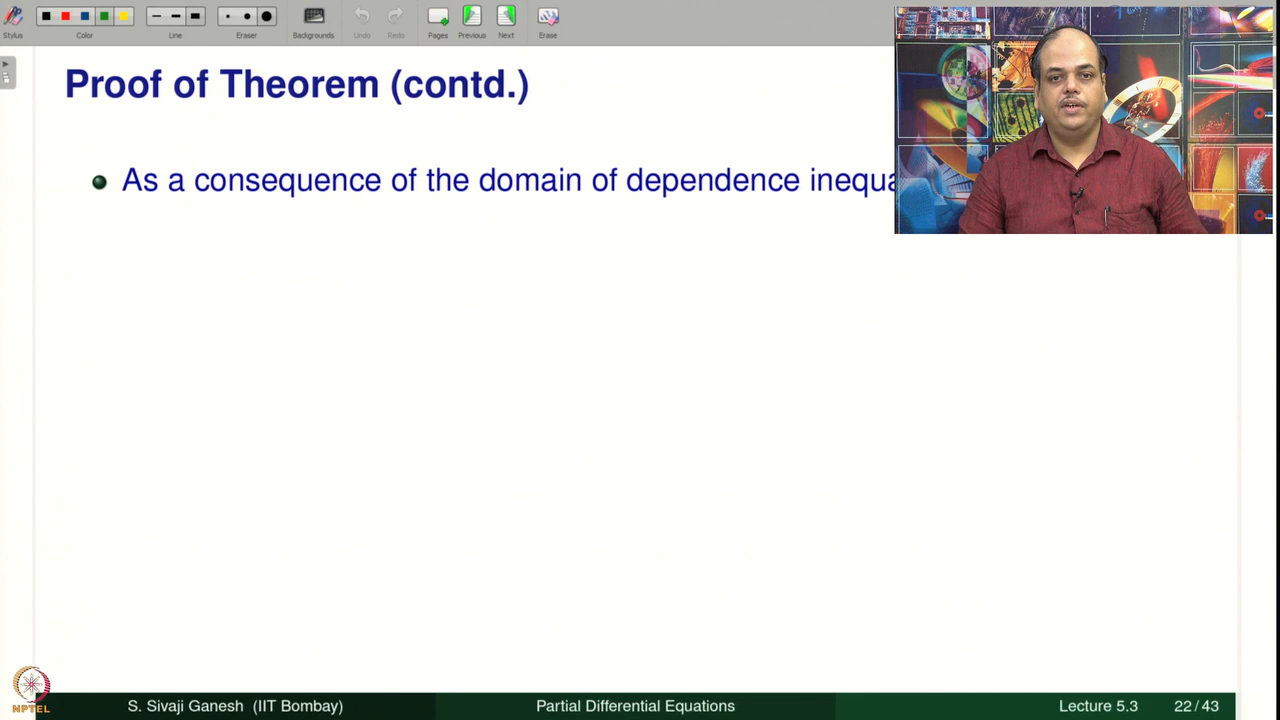 Stylus
Color
Line
Eraser
Backgrounds
Undo
Redo
Pages
Previous
Next
Erase
Proof of Theorem (contd.)
As a consequence of the domain of dependence inequa
NPTEL
S. Sivaji Ganesh (IIT Bombay)
Partial Differential Equations
Lecture 5.3
22 / 43